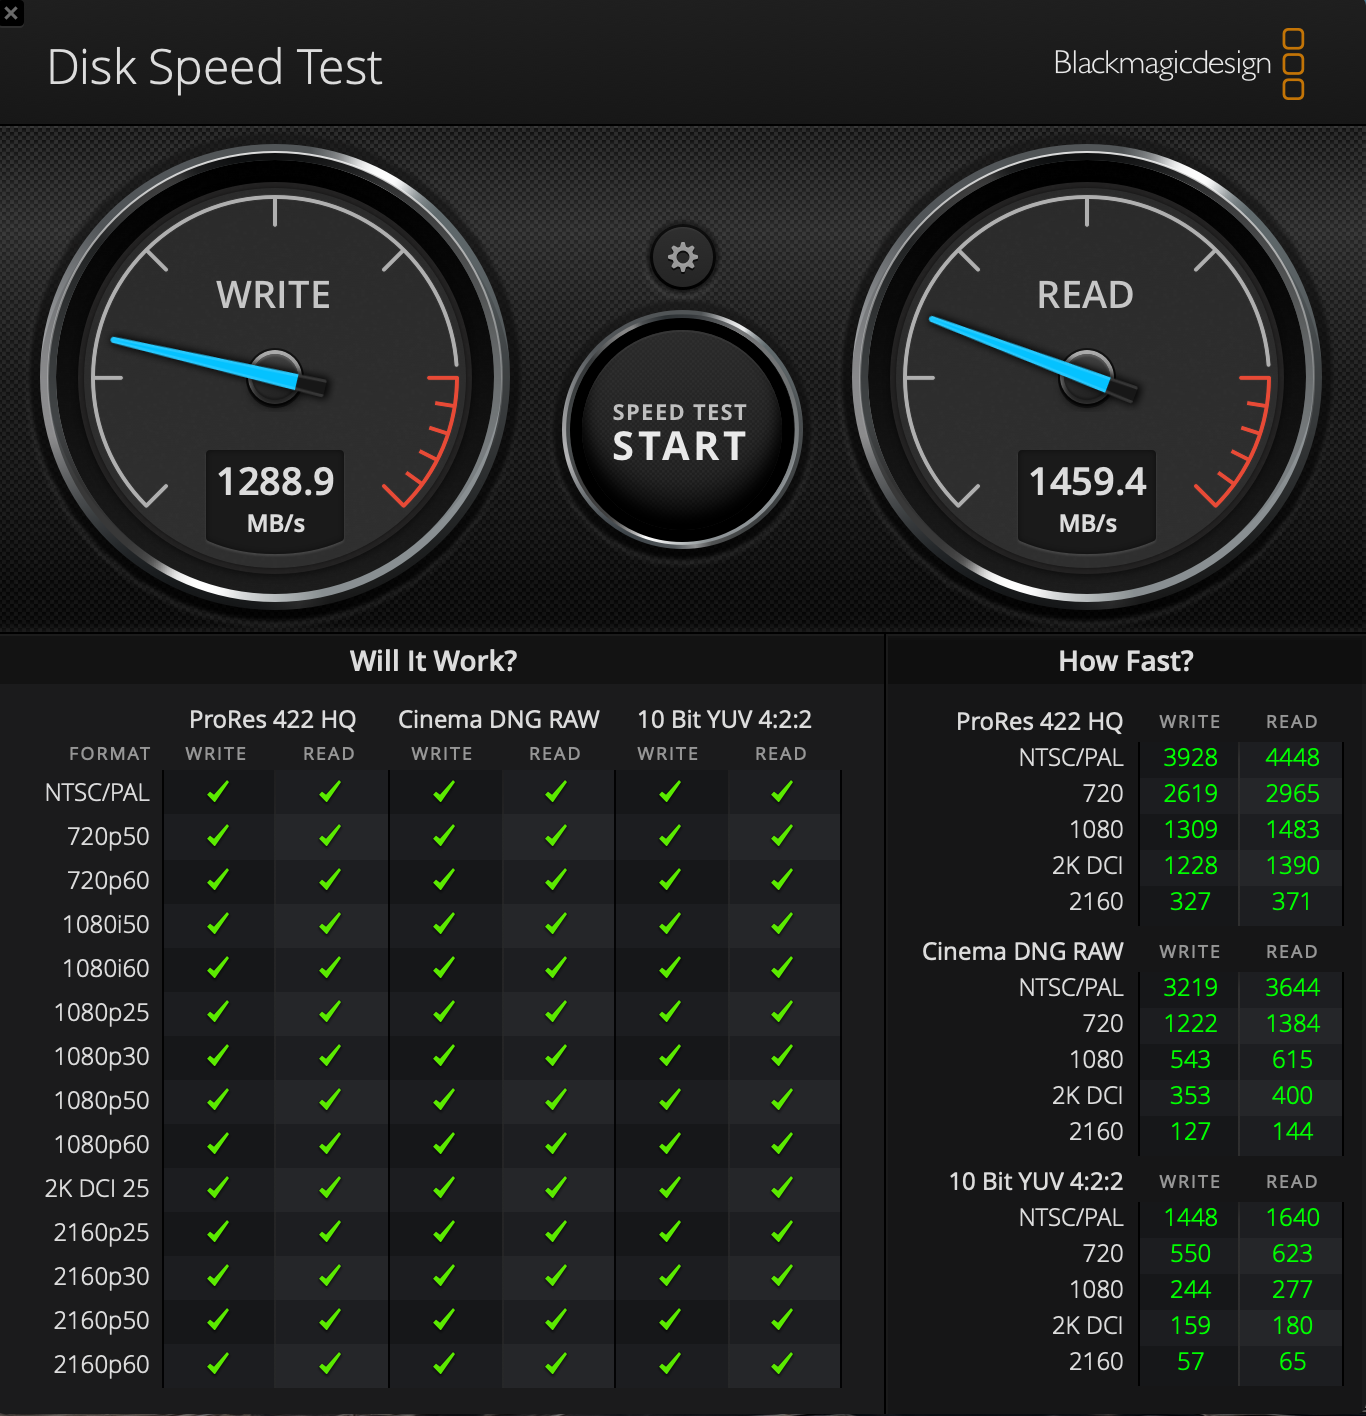 Disk Speed Test
Blackmagicdesign
WRITE
1288.9
MB/s
SPEED TEST
START
READ
1459.4
MB/s
Will It Work?
ProRes 422 HQ Cinema DNG RAW 10 Bit YUV 4:2:2
FORMAT WRITE READ WRITE READ WRITE READ
NTSC/PAL ✓ ✓ ✓ ✓ ✓ ✓
720p50 ✓ ✓ ✓ ✓ ✓ ✓
720p60 ✓ ✓ ✓ ✓ ✓ ✓
1080i50 ✓ ✓ ✓ ✓ ✓ ✓
1080i60 ✓ ✓ ✓ ✓ ✓ ✓
1080p25 ✓ ✓ ✓ ✓ ✓ ✓
1080p30 ✓ ✓ ✓ ✓ ✓ ✓
1080p50 ✓ ✓ ✓ ✓ ✓ ✓
1080p60 ✓ ✓ ✓ ✓ ✓ ✓
2K DCI 25 ✓ ✓ ✓ ✓ ✓ ✓
2160p25 ✓ ✓ ✓ ✓ ✓ ✓
2160p30 ✓ ✓ ✓ ✓ ✓ ✓
2160p50 ✓ ✓ ✓ ✓ ✓ ✓
2160p60 ✓ ✓ ✓ ✓ ✓ ✓
How Fast?
ProRes 422 HQ WRITE READ
NTSC/PAL 3928 4448
720 2619 2965
1080 1309 1483
2K DCI 1228 1390
2160 327 371
Cinema DNG RAW WRITE READ
NTSC/PAL 3219 3644
720 1222 1384
1080 543 615
2K DCI 353 400
2160 127 144
10 Bit YUV 4:2:2 WRITE READ
NTSC/PAL 1448 1640
720 550 623
1080 244 277
2K DCI 159 180
2160 57 65